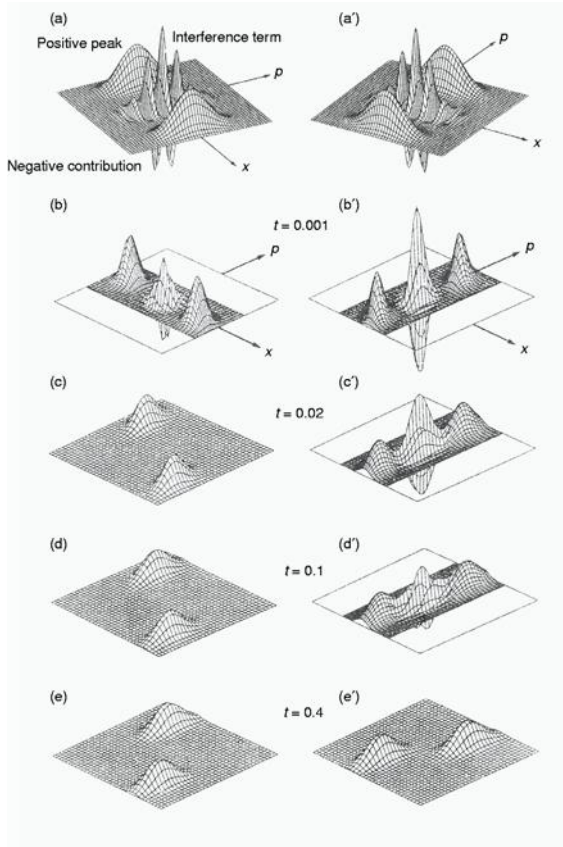 (a)
(a′)
Positive peak
Interference term
p
p
x
x
Negative contribution
(b)
(b′)
t = 0.001
p
p
x
x
(c)
(c′)
t = 0.02
(d)
(d′)
t = 0.1
(e)
(e′)
t = 0.4